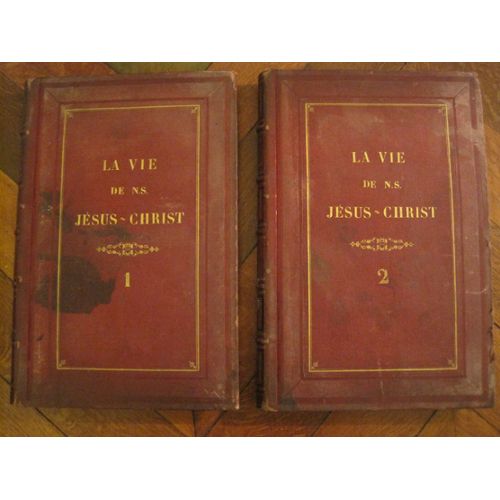 LA VIE
DE N.S.
JÉSUS~CHRIST
1
LA VIE
DE N.S.
JÉSUS~CHRIST
2